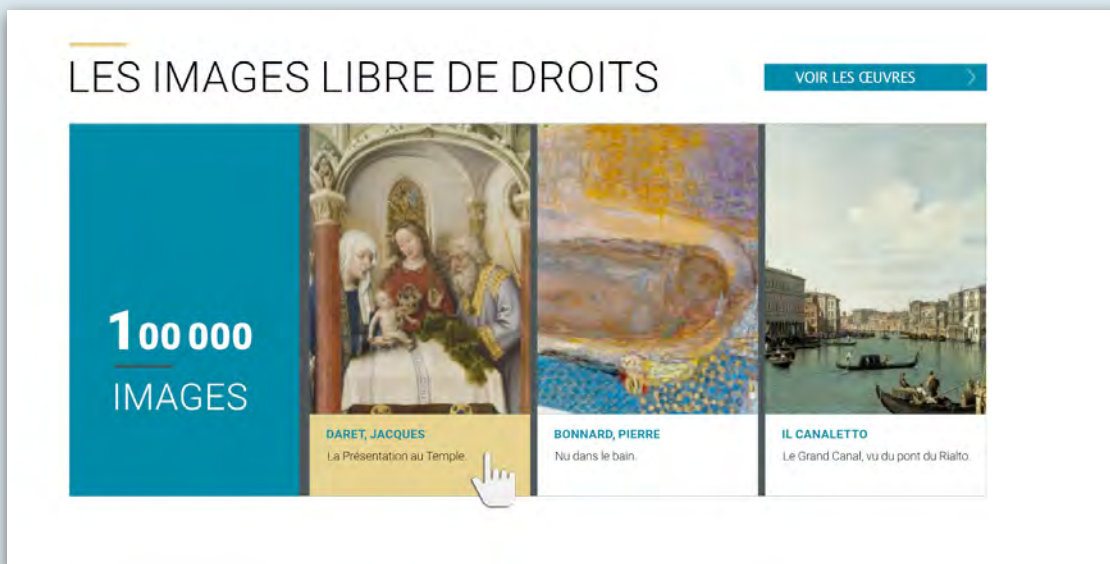 LES IMAGES LIBRE DE DROITS
VOIR LES ŒUVRES
100 000
IMAGES
DARET, JACQUES
La Présentation au Temple.
BONNARD, PIERRE
Nu dans le bain.
IL CANALETTO
Le Grand Canal, vu du pont du Rialto.